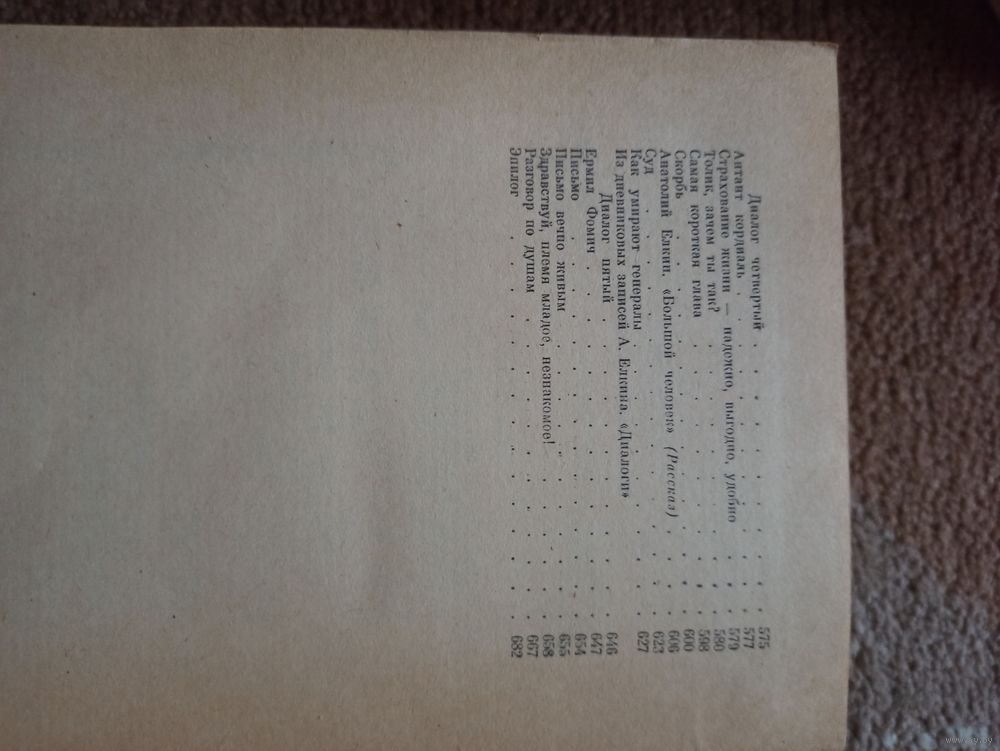 Диалог четвертый . . . . . . . 575
Антант кордиаль . . . . . . . 577
Страхование жизни — надежно, выгодно, удобно . . 579
Толик, зачем ты так? . . . . . . . 580
Самая короткая глава . . . . . . . 598
Скорбь . . . . . . . . . 600
Анатолий Елкин. «Большой человек» (Рассказ) . . 606
Суд . . . . . . . . . . 623
Как умирают генералы . . . . . . . 627
Из дневниковых записей А. Елкина. «Диалоги»
Диалог пятый . . . . . . . 646
Ермил Фомич . . . . . . . . 647
Письмо . . . . . . . . . 654
Письмо вечно живым . . . . . . . 655
Здравствуй, племя младое, незнакомое! . . . . 658
Разговор по душам . . . . . . . 667
Эпилог . . . . . . . . . 682